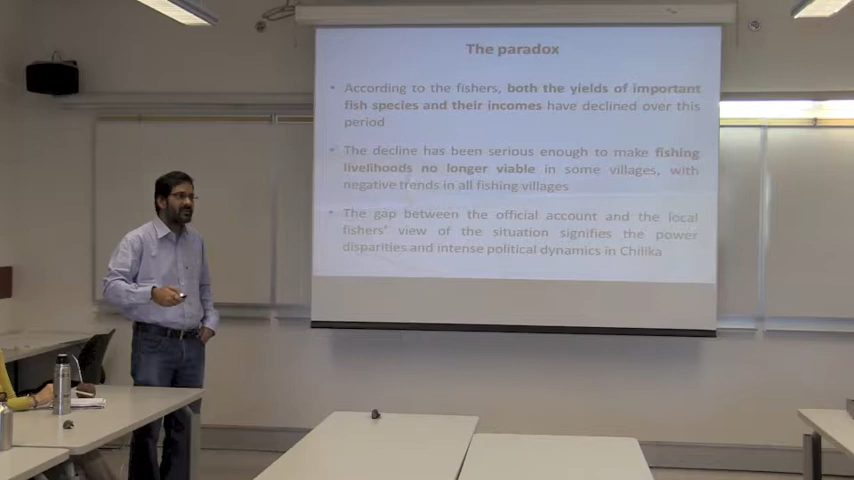 The paradox
• According to the fishers, both the yields of important
fish species and their incomes have declined over this
period
• The decline has been serious enough to make fishing
livelihoods no longer viable in some villages, with
negative trends in all fishing villages
• The gap between the official account and the local
fishers' view of the situation signifies the power
disparities and intense political dynamics in Chilika